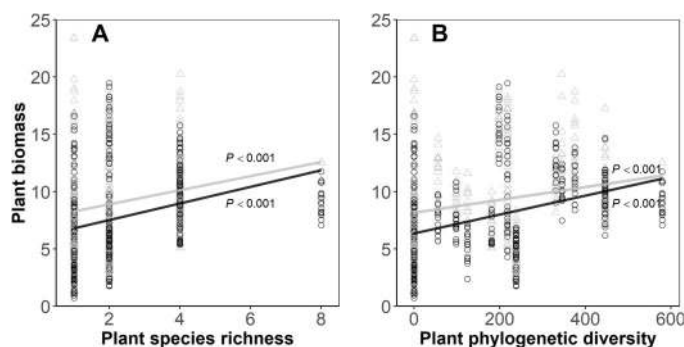 A
B
25
20
15
10
5
0
Plant biomass
P < 0.001
P < 0.001
2
4
6
8
Plant species richness
25
20
15
10
5
0
P < 0.001
P < 0.001
0
200
400
600
Plant phylogenetic diversity